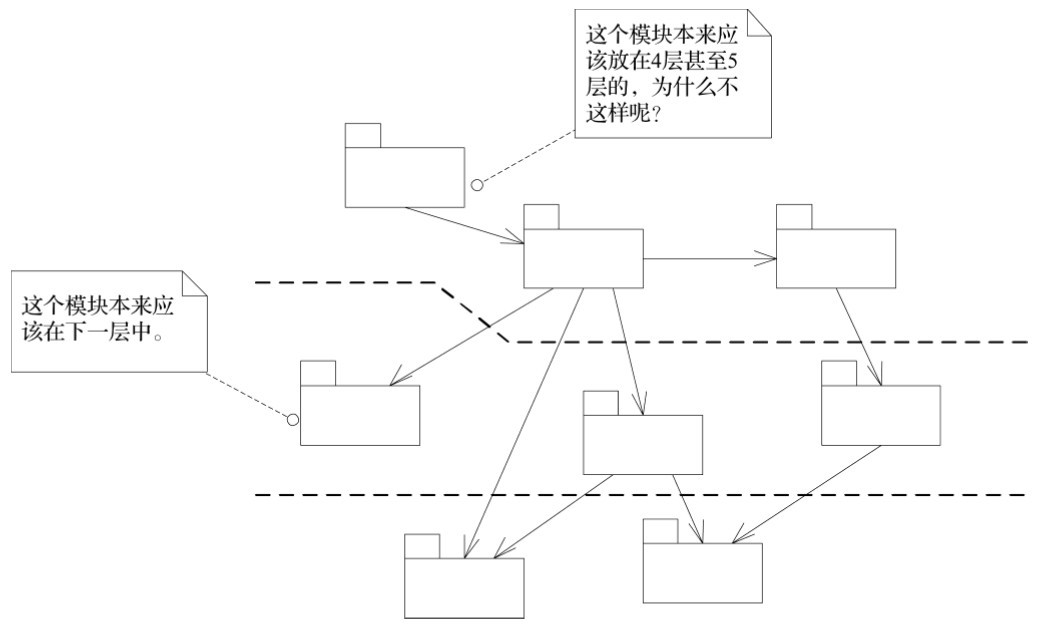 这个模块本来应
该放在4层甚至5
层的，为什么不
这样呢？
这个模块本来应
该在下一层中。